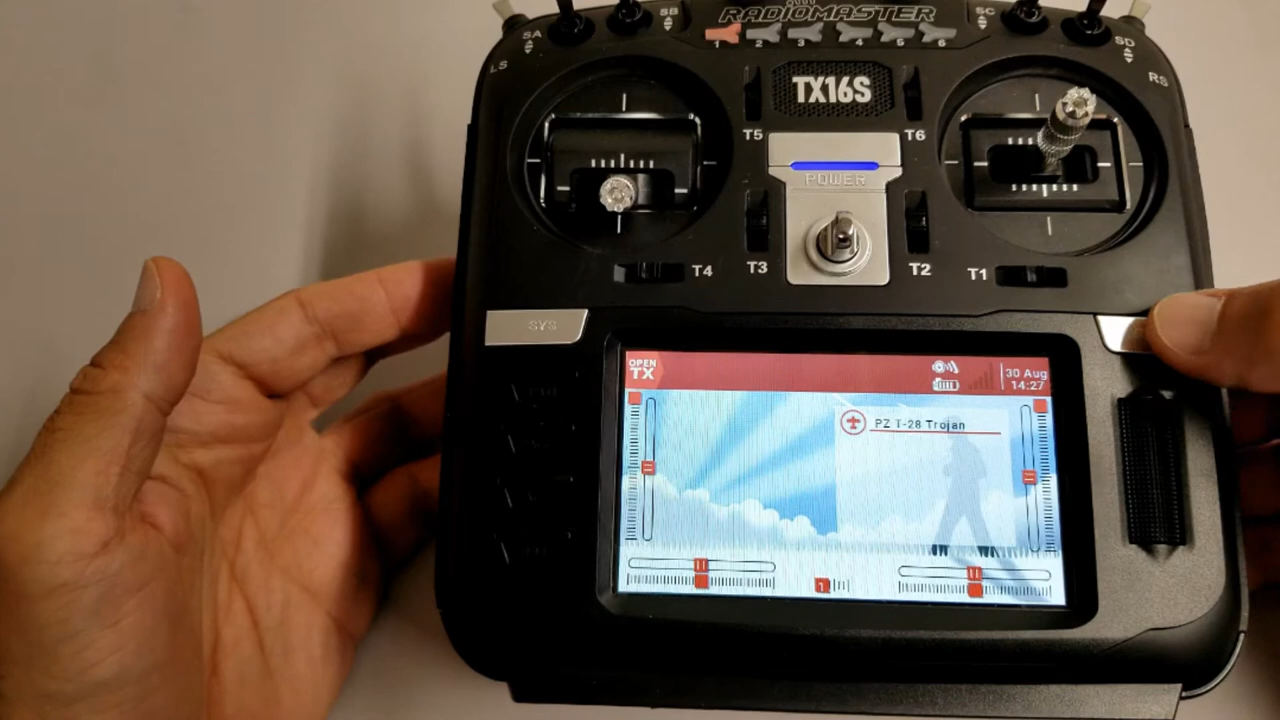 RADIOMASTER
SA
SB
SC
SD
LS
RS
1 2 3 4 5 6
TX16S
T5
T6
POWER
T4
T3
T2
T1
SYS
OPEN
TX
30 Aug
14:27
PZ T-28 Trojan
1